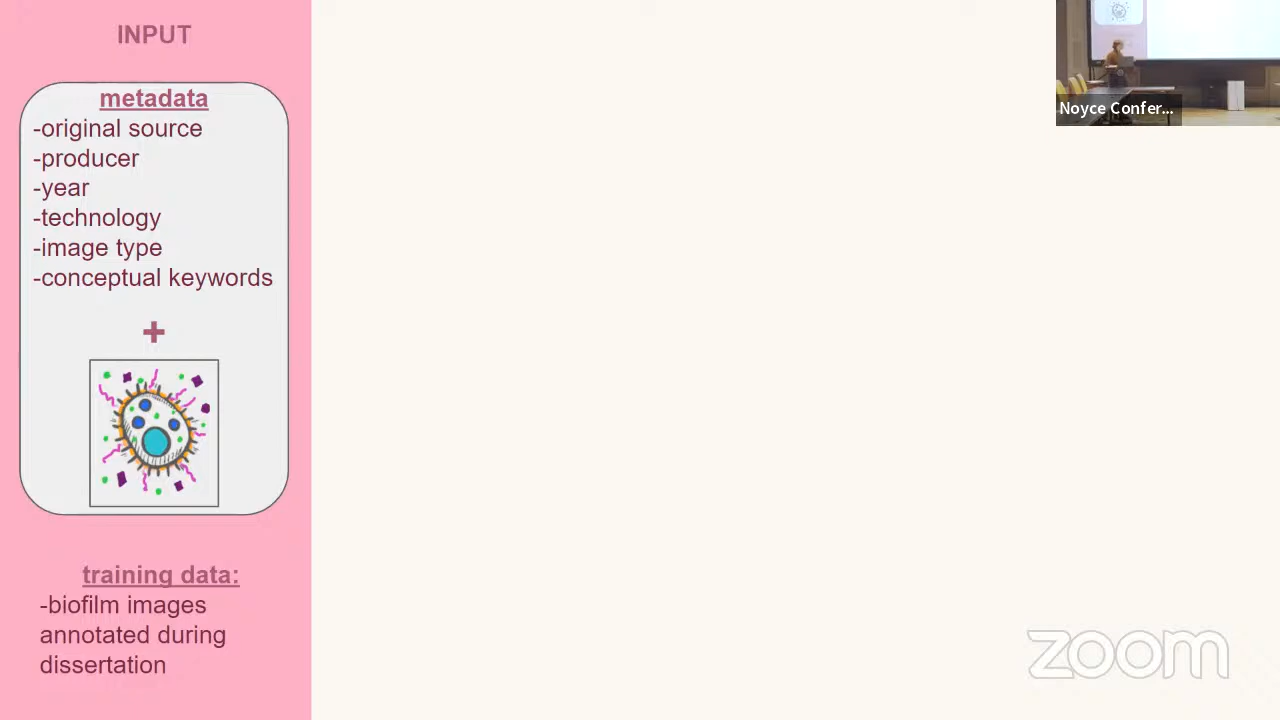 INPUT
metadata
-original source
-producer
-year
-technology
-image type
-conceptual keywords
+
training data:
-biofilm images
annotated during
dissertation
Noyce Confer...
zoom